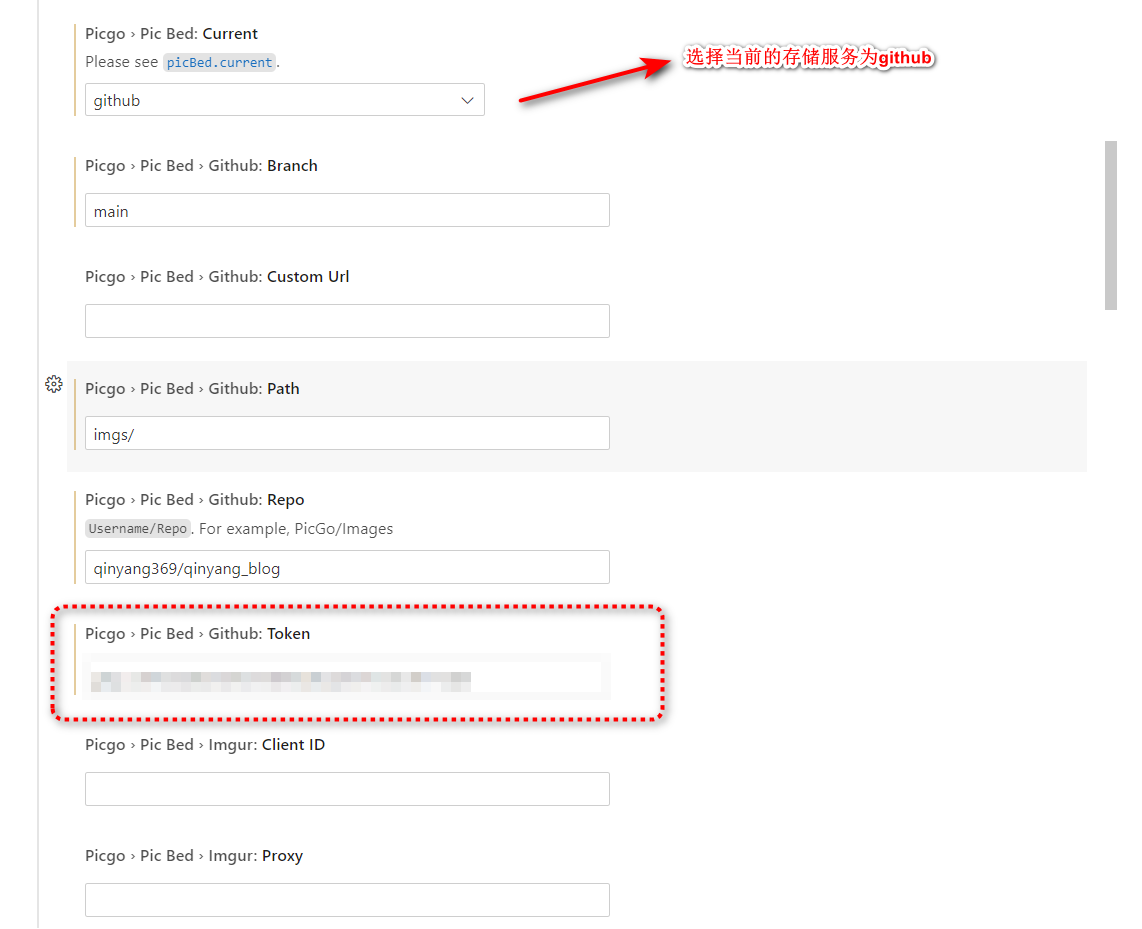 Picgo › Pic Bed: Current
选择当前的存储服务为github
Please see picBed.current.
github
Picgo › Pic Bed › Github: Branch
main
Picgo › Pic Bed › Github: Custom Url
Picgo › Pic Bed › Github: Path
imgs/
Picgo › Pic Bed › Github: Repo
Username/Repo. For example, PicGo/Images
qinyang369/qinyang_blog
Picgo › Pic Bed › Github: Token
Picgo › Pic Bed › Imgur: Client ID
Picgo › Pic Bed › Imgur: Proxy